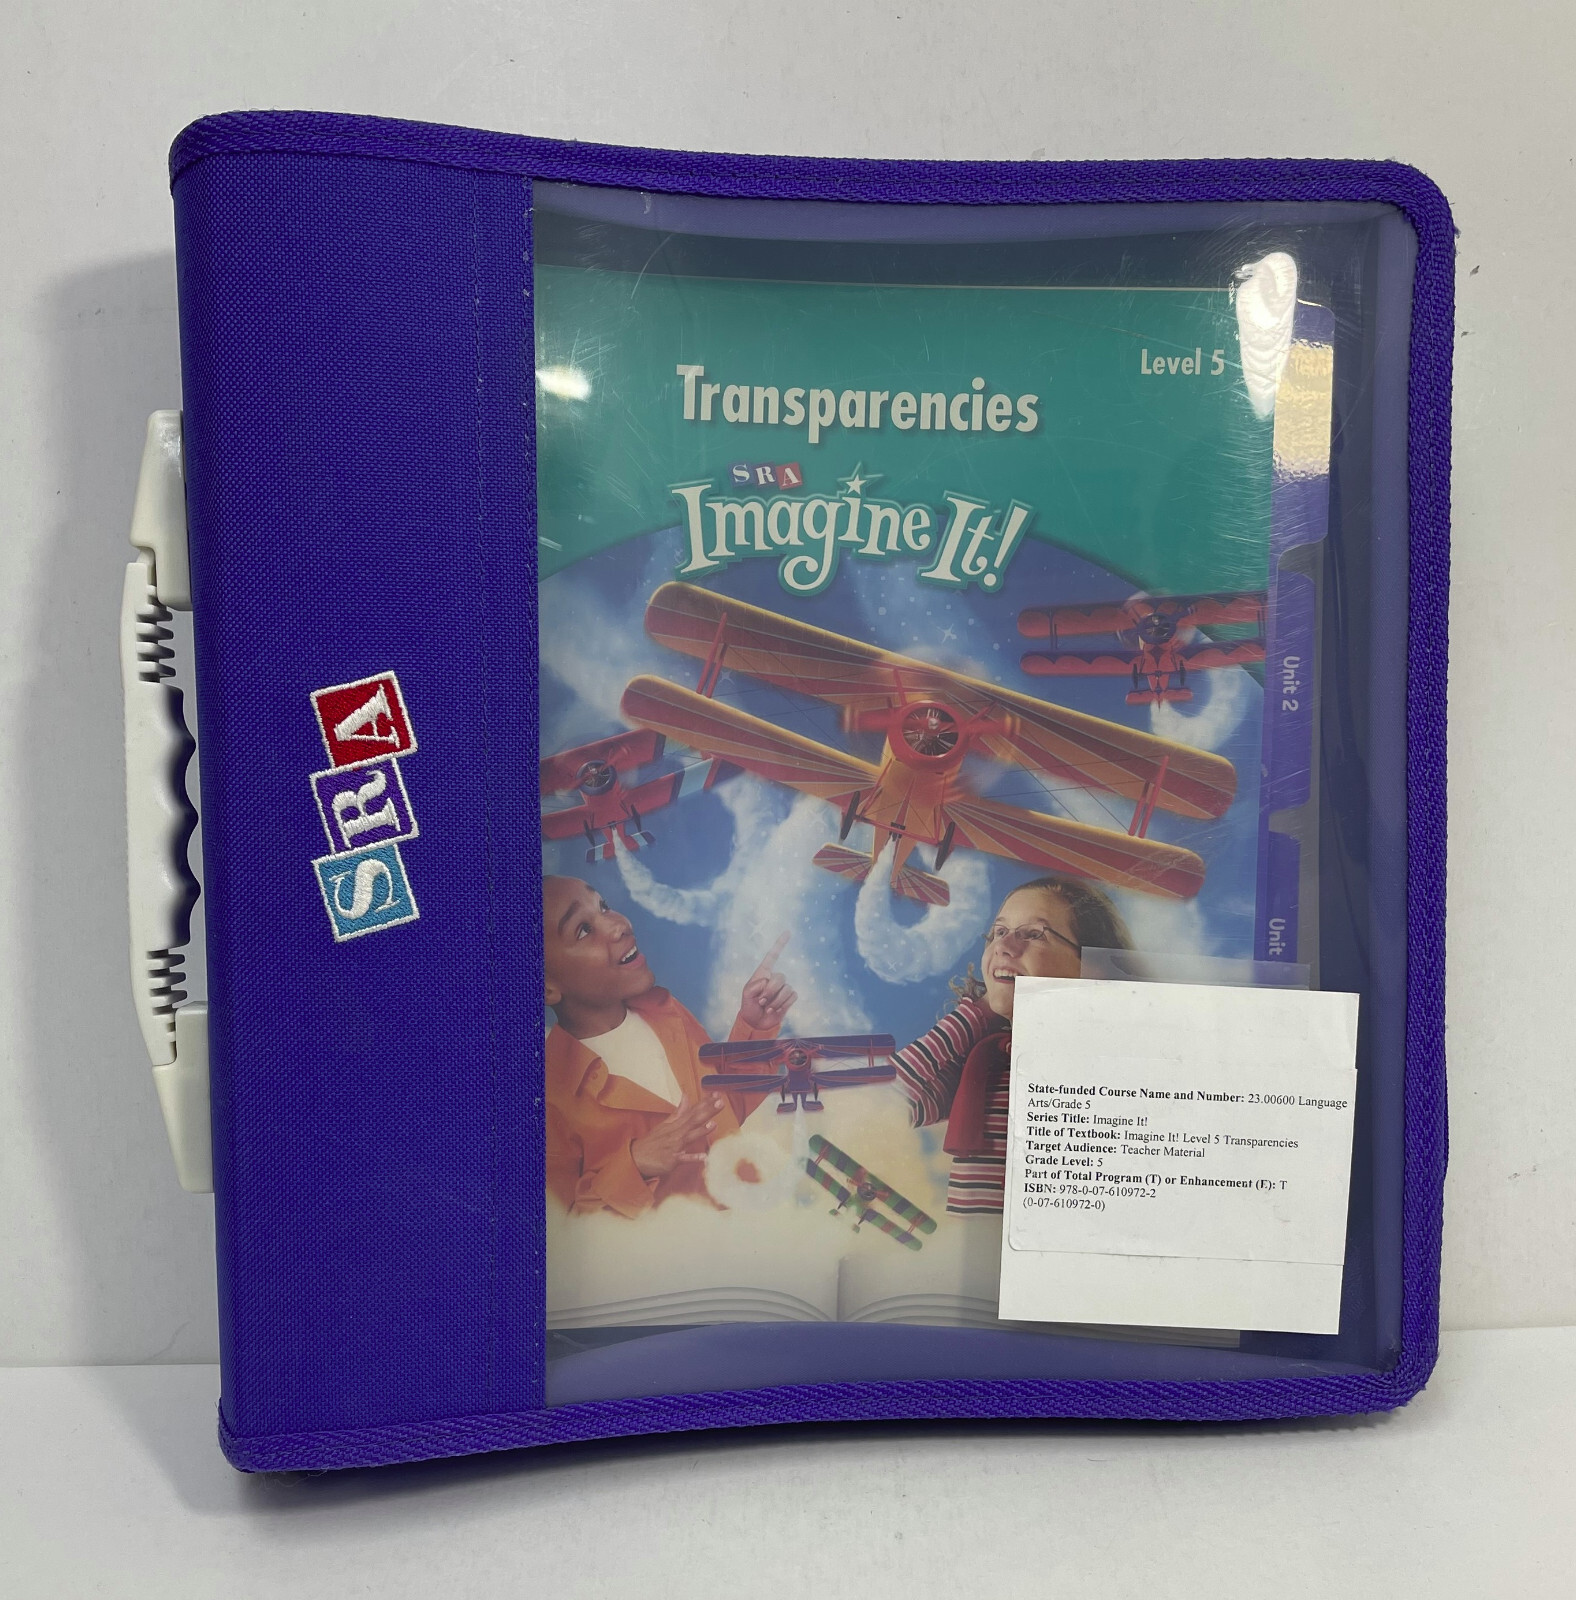 Level 5
Transparencies
SRA
Imagine It!
SRA
Unit 2
Unit
State-funded Course Name and Number: 23.00600 Language
Arts/Grade 5
Series Title: Imagine It!
Title of Textbook: Imagine It! Level 5 Transparencies
Target Audience: Teacher Material
Grade Level: 5
Part of Total Program (T) or Enhancement (E): T
ISBN: 978-0-07-610972-2
(0-07-610972-0)